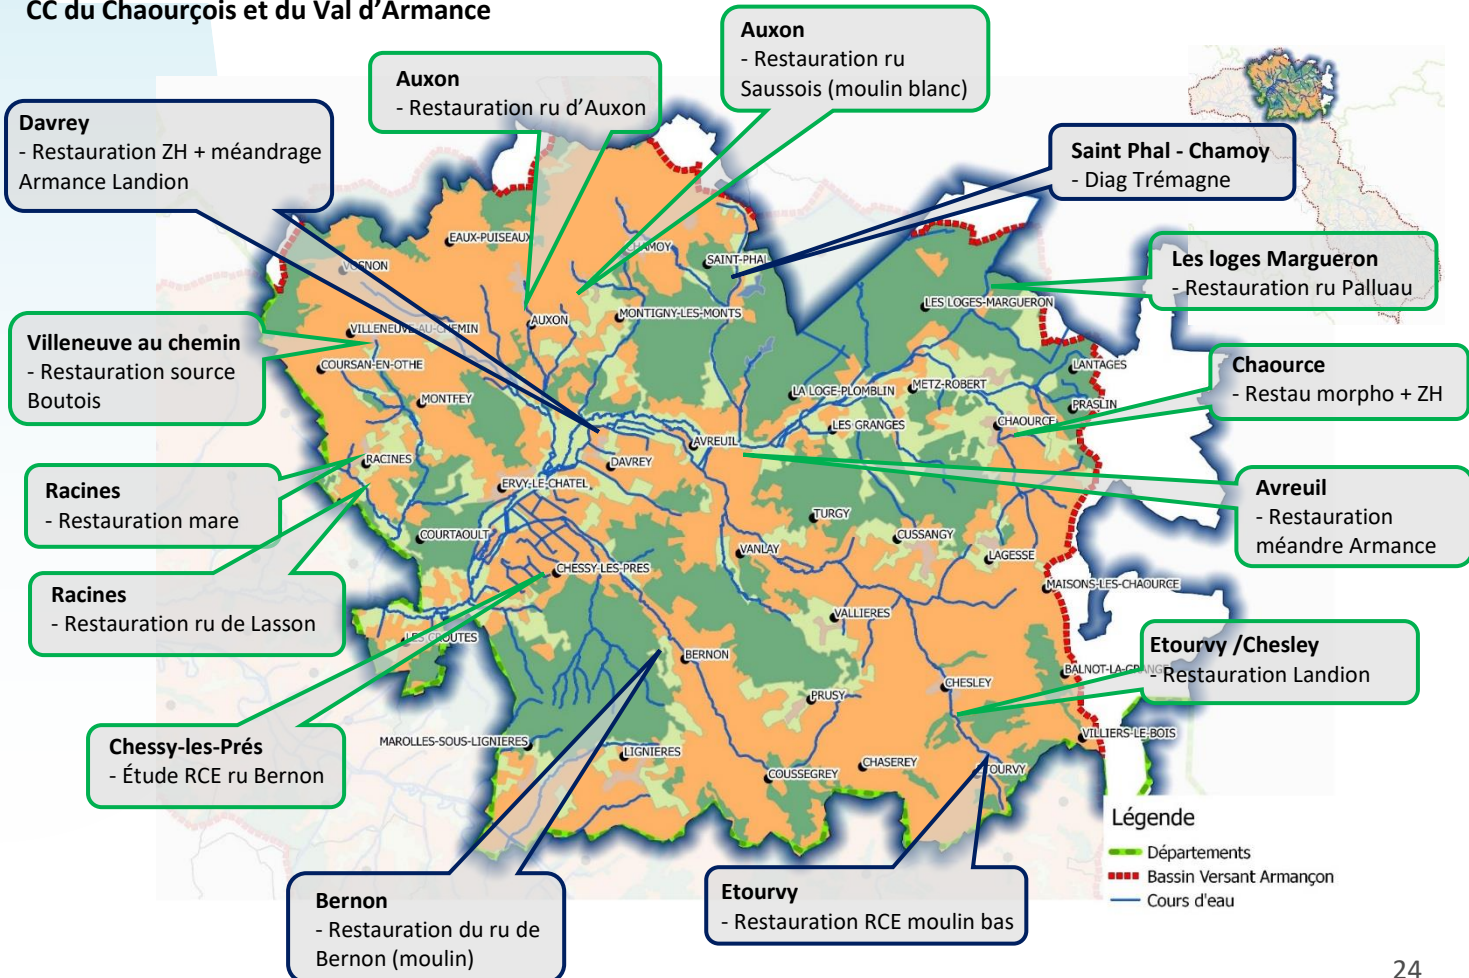 CC du Chaourçois et du Val d'Armance
Auxon
- Restauration ru
Saussois (moulin blanc)
Auxon
- Restauration ru d'Auxon
Davrey
- Restauration ZH + méandrage
Armance Landion
Saint Phal - Chamoy
- Diag Trémagne
Les loges Margueron
- Restauration ru Palluau
Villeneuve au chemin
- Restauration source
Boutois
Chaource
- Restau morpho + ZH
Racines
- Restauration mare
Avreuil
- Restauration
méandre Armance
Racines
- Restauration ru de Lasson
Etourvy /Chesley
- Restauration Landion
Chessy-les-Prés
- Étude RCE ru Bernon
Bernon
- Restauration du ru de
Bernon (moulin)
Etourvy
- Restauration RCE moulin bas
EAUX-PUISEAUX
VOSNON
CHAMOY
SAINT-PHAL
LES LOGES-MARGUERON
MONTIGNY-LES-MONTS
AUXON
VILLENEUVE-AU-CHEMIN
COURSAN-EN-OTHE
LANTAGES
METZ-ROBERT
LA LOGE-PLOMBLIN
MONTFEY
PRASLIN
CHAOURCE
LES GRANGES
AVREUIL
RACINES
DAVREY
ERVY-LE-CHATEL
TURGY
COURTAOULT
CUSSANGY
VANLAY
LAGESSE
CHESSY-LES-PRES
MAISONS-LES-CHAOURCE
VALLIERES
LES CROUTES
BERNON
BALNOT-LA-GRANGE
CHESLEY
PRUSY
MAROLLES-SOUS-LIGNIERES
LIGNIERES
VILLIERS-LE-BOIS
CHASEREY
COUSSEGREY
ETOURVY
Légende
Départements
Bassin Versant Armançon
Cours d'eau
24